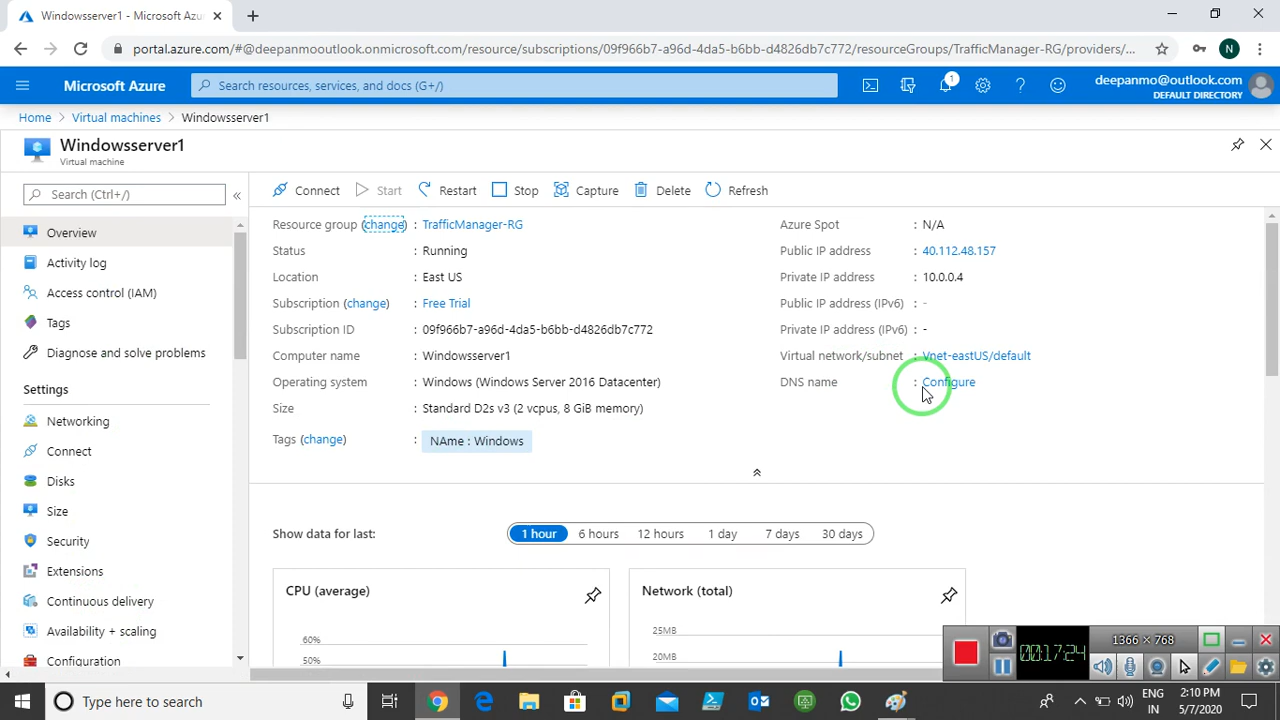 Windowsserver1 - Microsoft Azu
portal.azure.com/#@deepanmooutlook.onmicrosoft.com/resource/subscriptions/09f966b7-a96d-4da5-b6bb-d4826db7c772/resourceGroups/TrafficManager-RG/providers/...
N
Microsoft Azure
Search resources, services, and docs (G+/)
1
deepanmo@outlook.com
DEFAULT DIRECTORY
Home > Virtual machines > Windowsserver1
Windowsserver1
Virtual machine
Search (Ctrl+/)
Connect Start Restart Stop Capture Delete Refresh
Overview
Activity log
Access control (IAM)
Tags
Diagnose and solve problems
Settings
Networking
Connect
Disks
Size
Security
Extensions
Continuous delivery
Availability + scaling
Configuration
Resource group (change) : TrafficManager-RG
Status : Running
Location : East US
Subscription (change) : Free Trial
Subscription ID : 09f966b7-a96d-4da5-b6bb-d4826db7c772
Computer name : Windowsserver1
Operating system : Windows (Windows Server 2016 Datacenter)
Size : Standard D2s v3 (2 vcpus, 8 GiB memory)
Tags (change) : NAme : Windows
Azure Spot : N/A
Public IP address : 40.112.48.157
Private IP address : 10.0.0.4
Public IP address (IPv6) : -
Private IP address (IPv6) : -
Virtual network/subnet : Vnet-eastUS/default
DNS name : Configure
Show data for last: 1 hour 6 hours 12 hours 1 day 7 days 30 days
CPU (average)
60%
50%
Network (total)
25MB
20MB
00:17:24
1366 × 768
Type here to search
ENG
IN
2:10 PM
5/7/2020